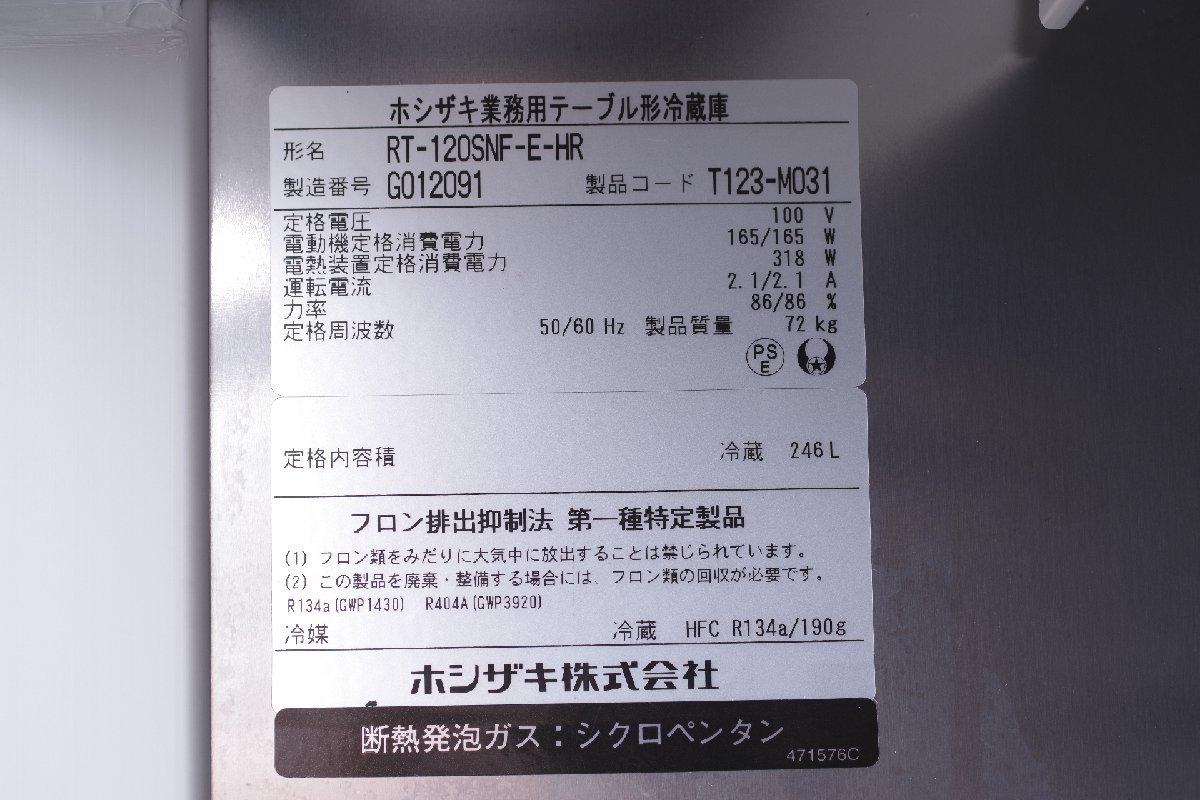 ホシザキ業務用テーブル形冷蔵庫
形名 RT-120SNF-E-HR
製造番号 G012091 製品コード T123-M031
定格電圧 100 V
電動機定格消費電力 165/165 W
電熱装置定格消費電力 318 W
運転電流 2.1/2.1 A
力率 86/86 %
定格周波数 50/60 Hz 製品質量 72 kg
PS
E
定格内容積 冷蔵 246 L
フロン排出抑制法 第一種特定製品
(1) フロン類をみだりに大気中に放出することは禁じられています。
(2) この製品を廃棄・整備する場合には、フロン類の回収が必要です。
R134a(GWP1430) R404A(GWP3920)
冷媒 冷蔵 HFC R134a/190g
ホシザキ株式会社
断熱発泡ガス：シクロペンタン
471576C